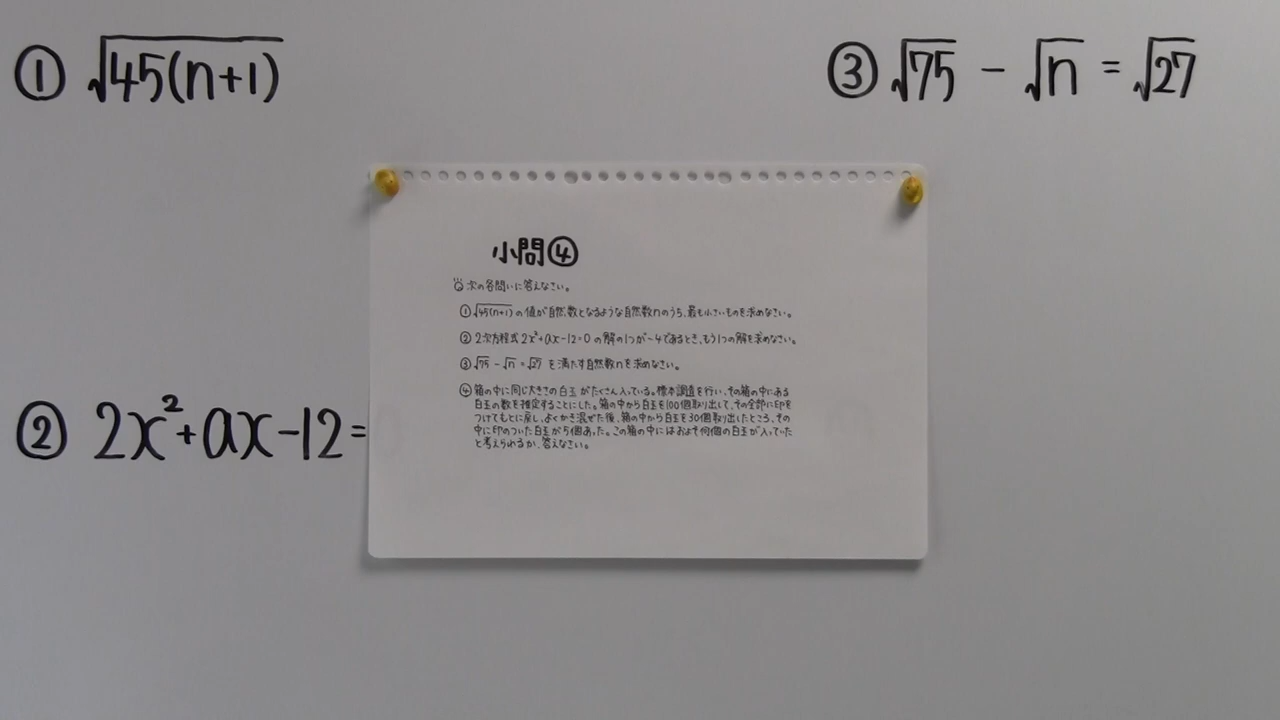 ① √45(n+1)
③ √75 - √n = √27
小問④
Q 次の各問いに答えなさい。
① √45(n+1) の値が自然数となるような自然数nのうち、最も小さいものを求めなさい。
② 2次方程式 2x²+ax-12=0 の解の1つが-4であるとき、もう1つの解を求めなさい。
③ √75 - √n = √27 を満たす自然数nを求めなさい。
④ 箱の中に同じ大きさの白玉がたくさん入っている。標本調査を行い、その箱の中にある
白玉の数を推定することにした。箱の中から白玉を100個取り出して、その全部に印を
つけてもとに戻し、よくかき混ぜた後、箱の中から白玉を30個取り出したところ、その
中に印のついた白玉が5個あった。この箱の中にはおよそ何個の白玉が入っていた
と考えられるか、答えなさい。
② 2x²+ax-12=